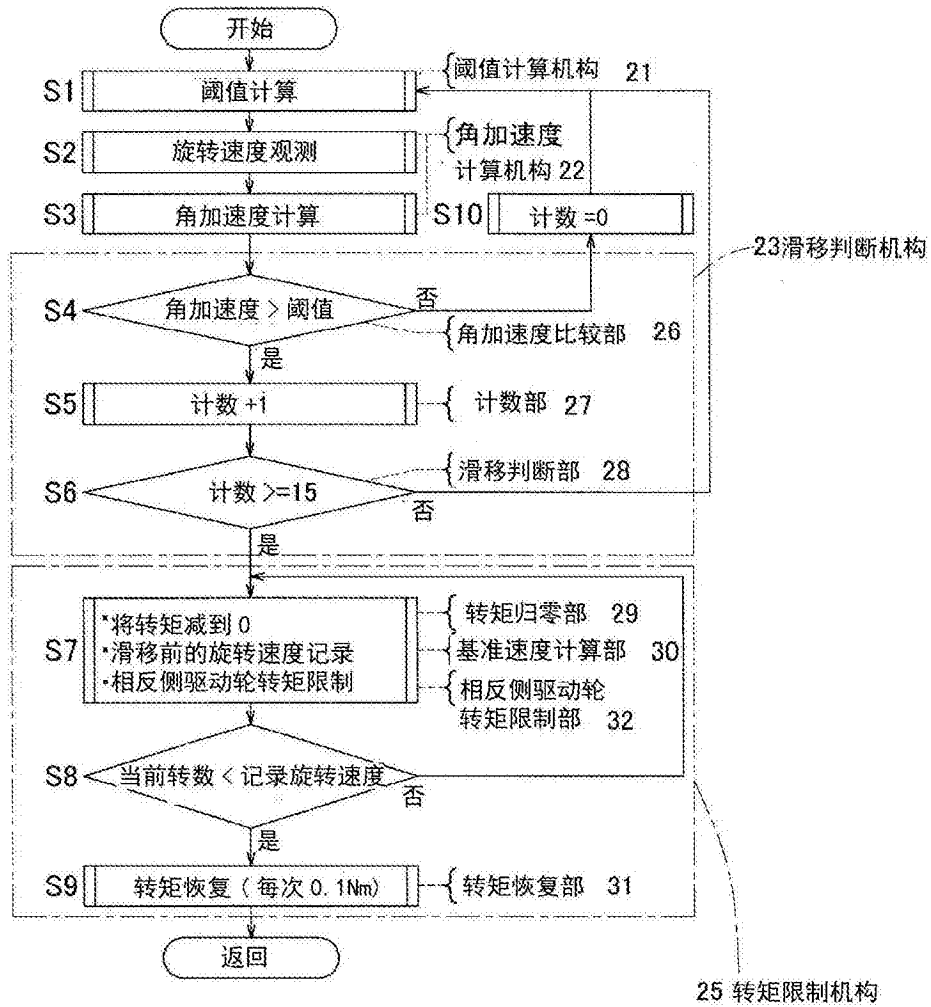 开始
S1 阈值计算
阈值计算机构 21
S2 旋转速度观测
角加速度
计算机构 22
S3 角加速度计算
S10 计数=0
23滑移判断机构
S4 角加速度 > 阈值
否
角加速度比较部 26
是
S5 计数+1
计数部 27
S6 计数>=15
滑移判断部 28
否
是
S7
*将转矩减到0
*滑移前的旋转速度记录
·相反侧驱动轮转矩限制
转矩归零部 29
基准速度计算部 30
相反侧驱动轮
转矩限制部 32
S8 当前转数 < 记录旋转速度
否
是
S9 转矩恢复 ( 每次 0.1Nm)
转矩恢复部 31
返回
25 转矩限制机构